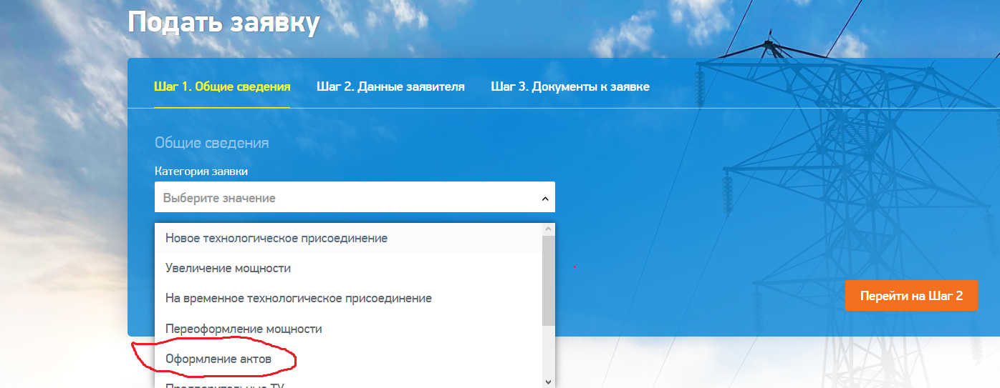 Подать заявку
Шаг 1. Общие сведения Шаг 2. Данные заявителя Шаг 3. Документы к заявке
Общие сведения
Категория заявки
Выберите значение
Новое технологическое присоединение
Увеличение мощности
На временное технологическое присоединение
Перейти на Шаг 2
Переоформление мощности
Оформление актов